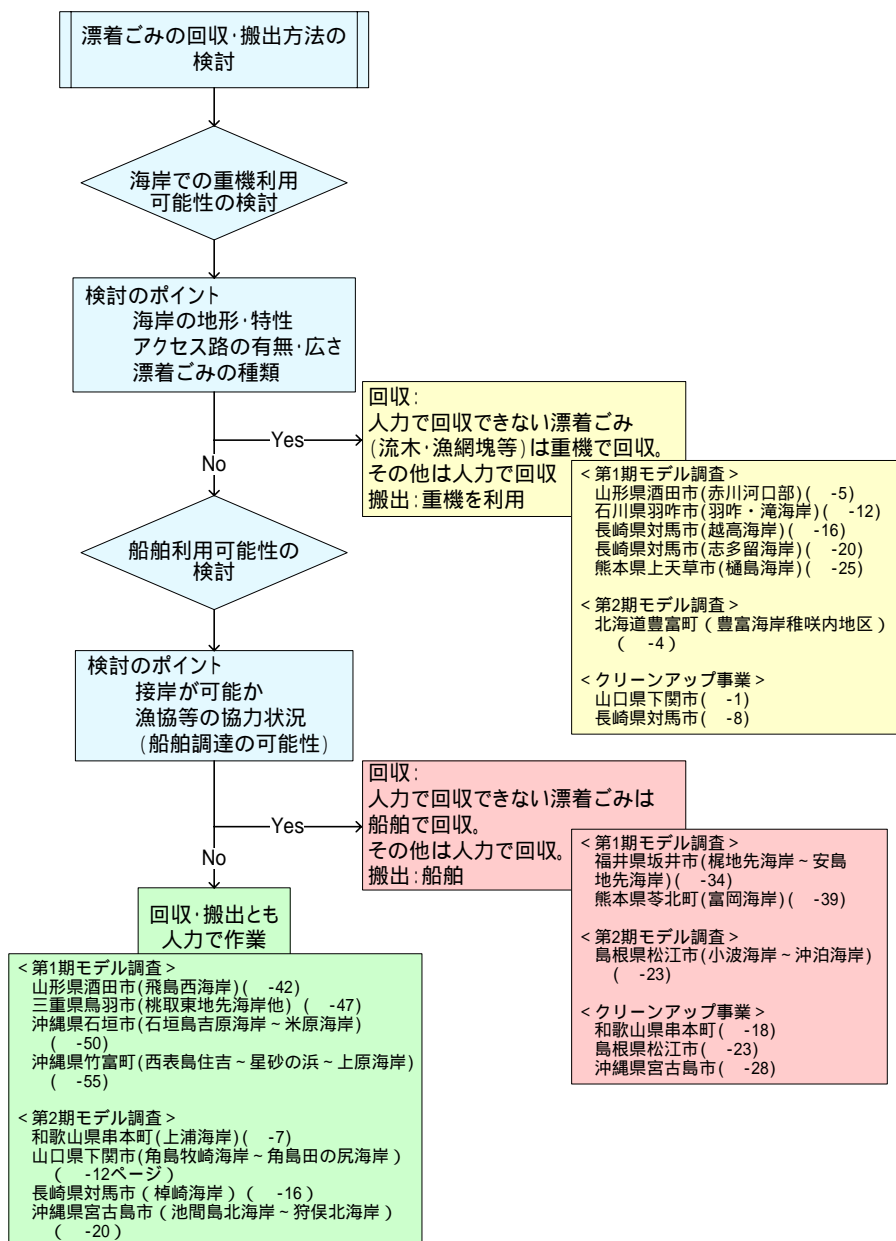 漂着ごみの回収・搬出方法の
検討
海岸での重機利用
可能性の検討
検討のポイント
海岸の地形・特性
アクセス路の有無・広さ
漂着ごみの種類
Yes
No
回収:
人力で回収できない漂着ごみ
(流木・漁網塊等)は重機で回収。
その他は人力で回収
搬出:重機を利用
<第1期モデル調査>
山形県酒田市(赤川河口部)( -5)
石川県羽咋市(羽咋・滝海岸)( -12)
長崎県対馬市(越高海岸)( -16)
長崎県対馬市(志多留海岸)( -20)
熊本県上天草市(樋島海岸)( -25)
<第2期モデル調査>
北海道豊富町(豊富海岸稚咲内地区)
( -4)
<クリーンアップ事業>
山口県下関市( -1)
長崎県対馬市( -8)
船舶利用可能性の
検討
検討のポイント
接岸が可能か
漁協等の協力状況
(船舶調達の可能性)
Yes
No
回収:
人力で回収できない漂着ごみは
船舶で回収。
その他は人力で回収。
搬出:船舶
<第1期モデル調査>
福井県坂井市(梶地先海岸~安島
地先海岸)( -34)
熊本県苓北町(富岡海岸)( -39)
<第2期モデル調査>
島根県松江市(小波海岸~沖泊海岸)
( -23)
<クリーンアップ事業>
和歌山県串本町( -18)
島根県松江市( -23)
沖縄県宮古島市( -28)
回収・搬出とも
人力で作業
<第1期モデル調査>
山形県酒田市(飛島西海岸)( -42)
三重県鳥羽市(桃取東地先海岸他) ( -47)
沖縄県石垣市(石垣島吉原海岸~米原海岸)
( -50)
沖縄県竹富町(西表島住吉~星砂の浜~上原海岸)
( -55)
<第2期モデル調査>
和歌山県串本町(上浦海岸)( -7)
山口県下関市(角島牧崎海岸~角島田の尻海岸)
( -12ページ)
長崎県対馬市(棹崎海岸)( -16)
沖縄県宮古島市(池間島北海岸~狩俣北海岸)
( -20)